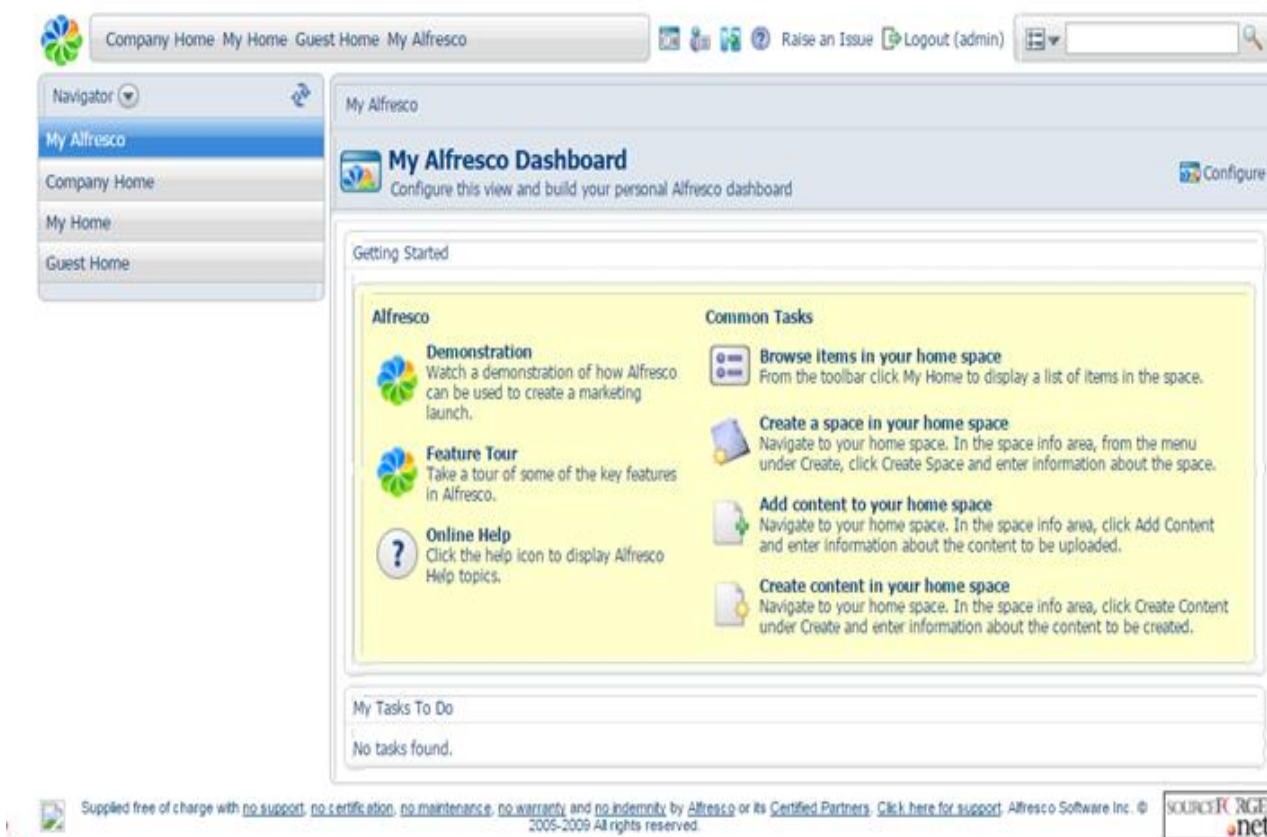 Company Home My Home Guest Home My Alfresco
Raise an Issue Logout (admin)
Navigator
My Alfresco
Company Home
My Home
Guest Home
My Alfresco
My Alfresco Dashboard
Configure this view and build your personal Alfresco dashboard
Configure
Getting Started
Alfresco
Demonstration
Watch a demonstration of how Alfresco
can be used to create a marketing
launch.
Feature Tour
Take a tour of some of the key features
in Alfresco.
Online Help
Click the help icon to display Alfresco
Help topics.
Common Tasks
Browse items in your home space
From the toolbar click My Home to display a list of items in the space.
Create a space in your home space
Navigate to your home space. In the space info area, from the menu
under Create, click Create Space and enter information about the space.
Add content to your home space
Navigate to your home space. In the space info area, click Add Content
and enter information about the content to be uploaded.
Create content in your home space
Navigate to your home space. In the space info area, click Create Content
under Create and enter information about the content to be created.
My Tasks To Do
No tasks found.
Supplied free of charge with no support, no certification, no maintenance, no warranty and no indemnity by Alfresco or its Certified Partners. Click here for support. Alfresco Software Inc. ©
2005-2009 All rights reserved.
.net